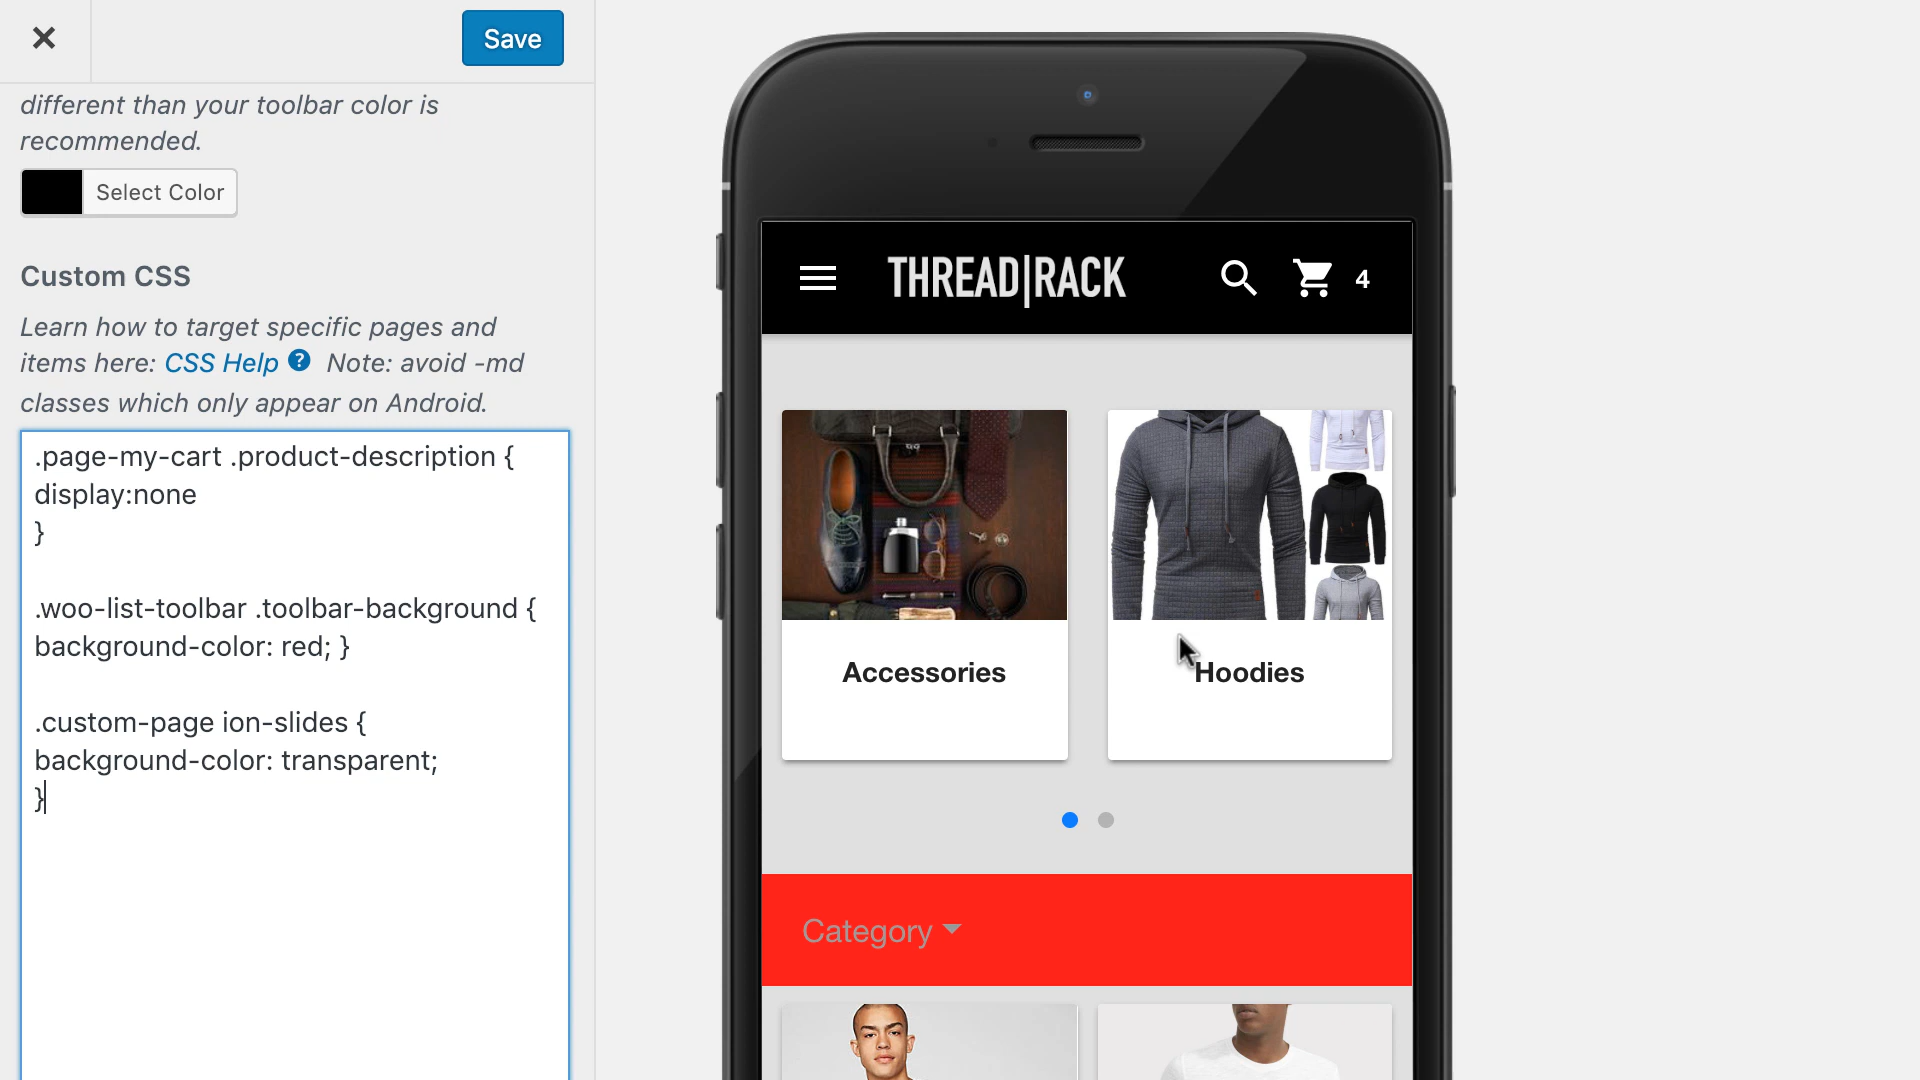 Save
different than your toolbar color is
recommended.
Select Color
Custom CSS
Learn how to target specific pages and
items here: CSS Help ? Note: avoid -md
classes which only appear on Android.
.page-my-cart .product-description {
display:none
}
.woo-list-toolbar .toolbar-background {
background-color: red; }
.custom-page ion-slides {
background-color: transparent;
}
THREAD|RACK
4
Accessories
Hoodies
Category